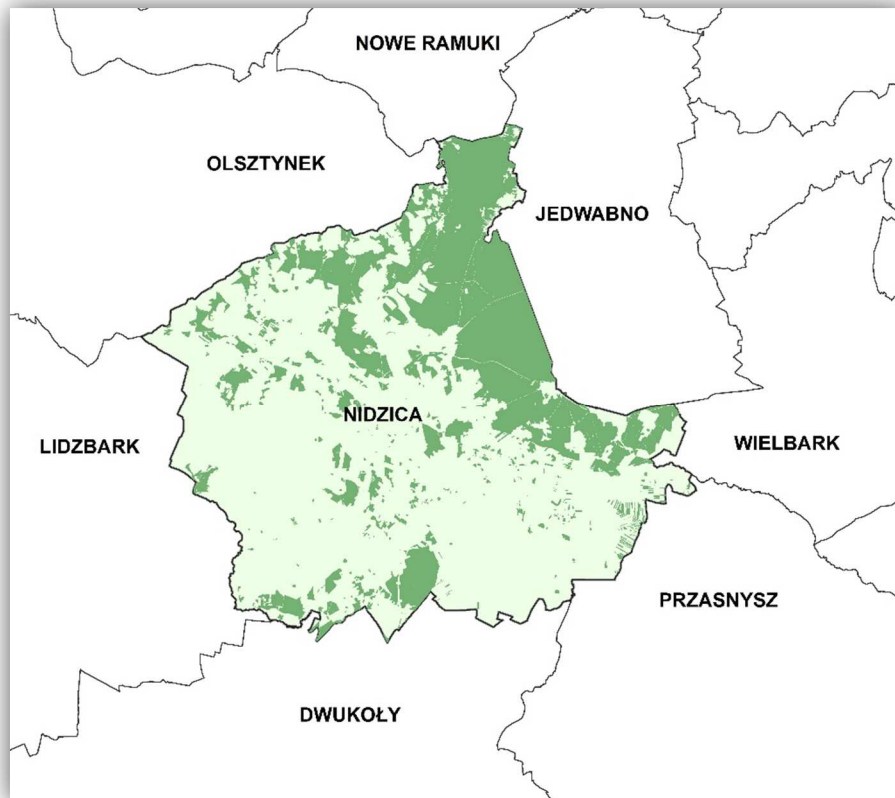 NOWE RAMUKI
OLSZTYNEK
JEDWABNO
NIDZICA
LIDZBARK
WIELBARK
PRZASNYSZ
DWUKOŁY